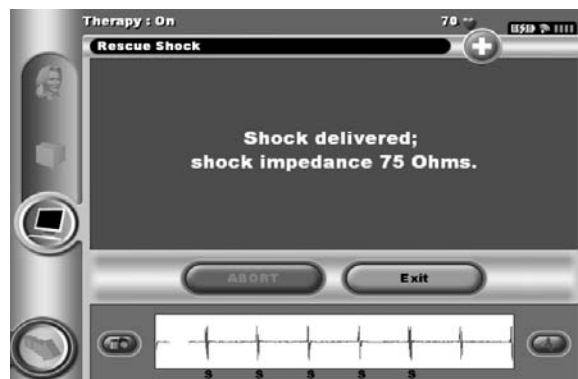 Therapy : On
70
Rescue Shock
Shock delivered;
shock impedance 75 Ohms.
ABORT
Exit
S S S S S